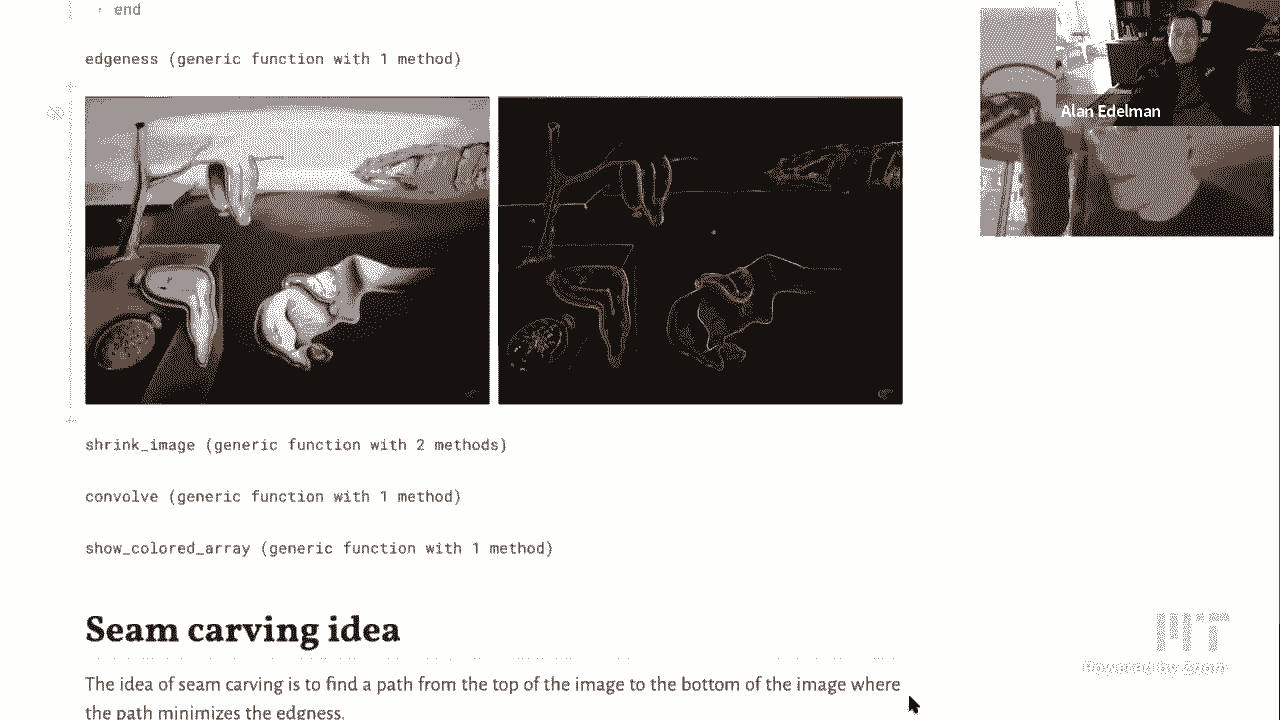 end
edgeness (generic function with 1 method)
Alan Edelman
shrink_image (generic function with 2 methods)
convolve (generic function with 1 method)
show_colored_array (generic function with 1 method)
Seam carving idea
The idea of seam carving is to find a path from the top of the image to the bottom of the image where
the path minimizes the edgness.
MIT
Powered by Zoom